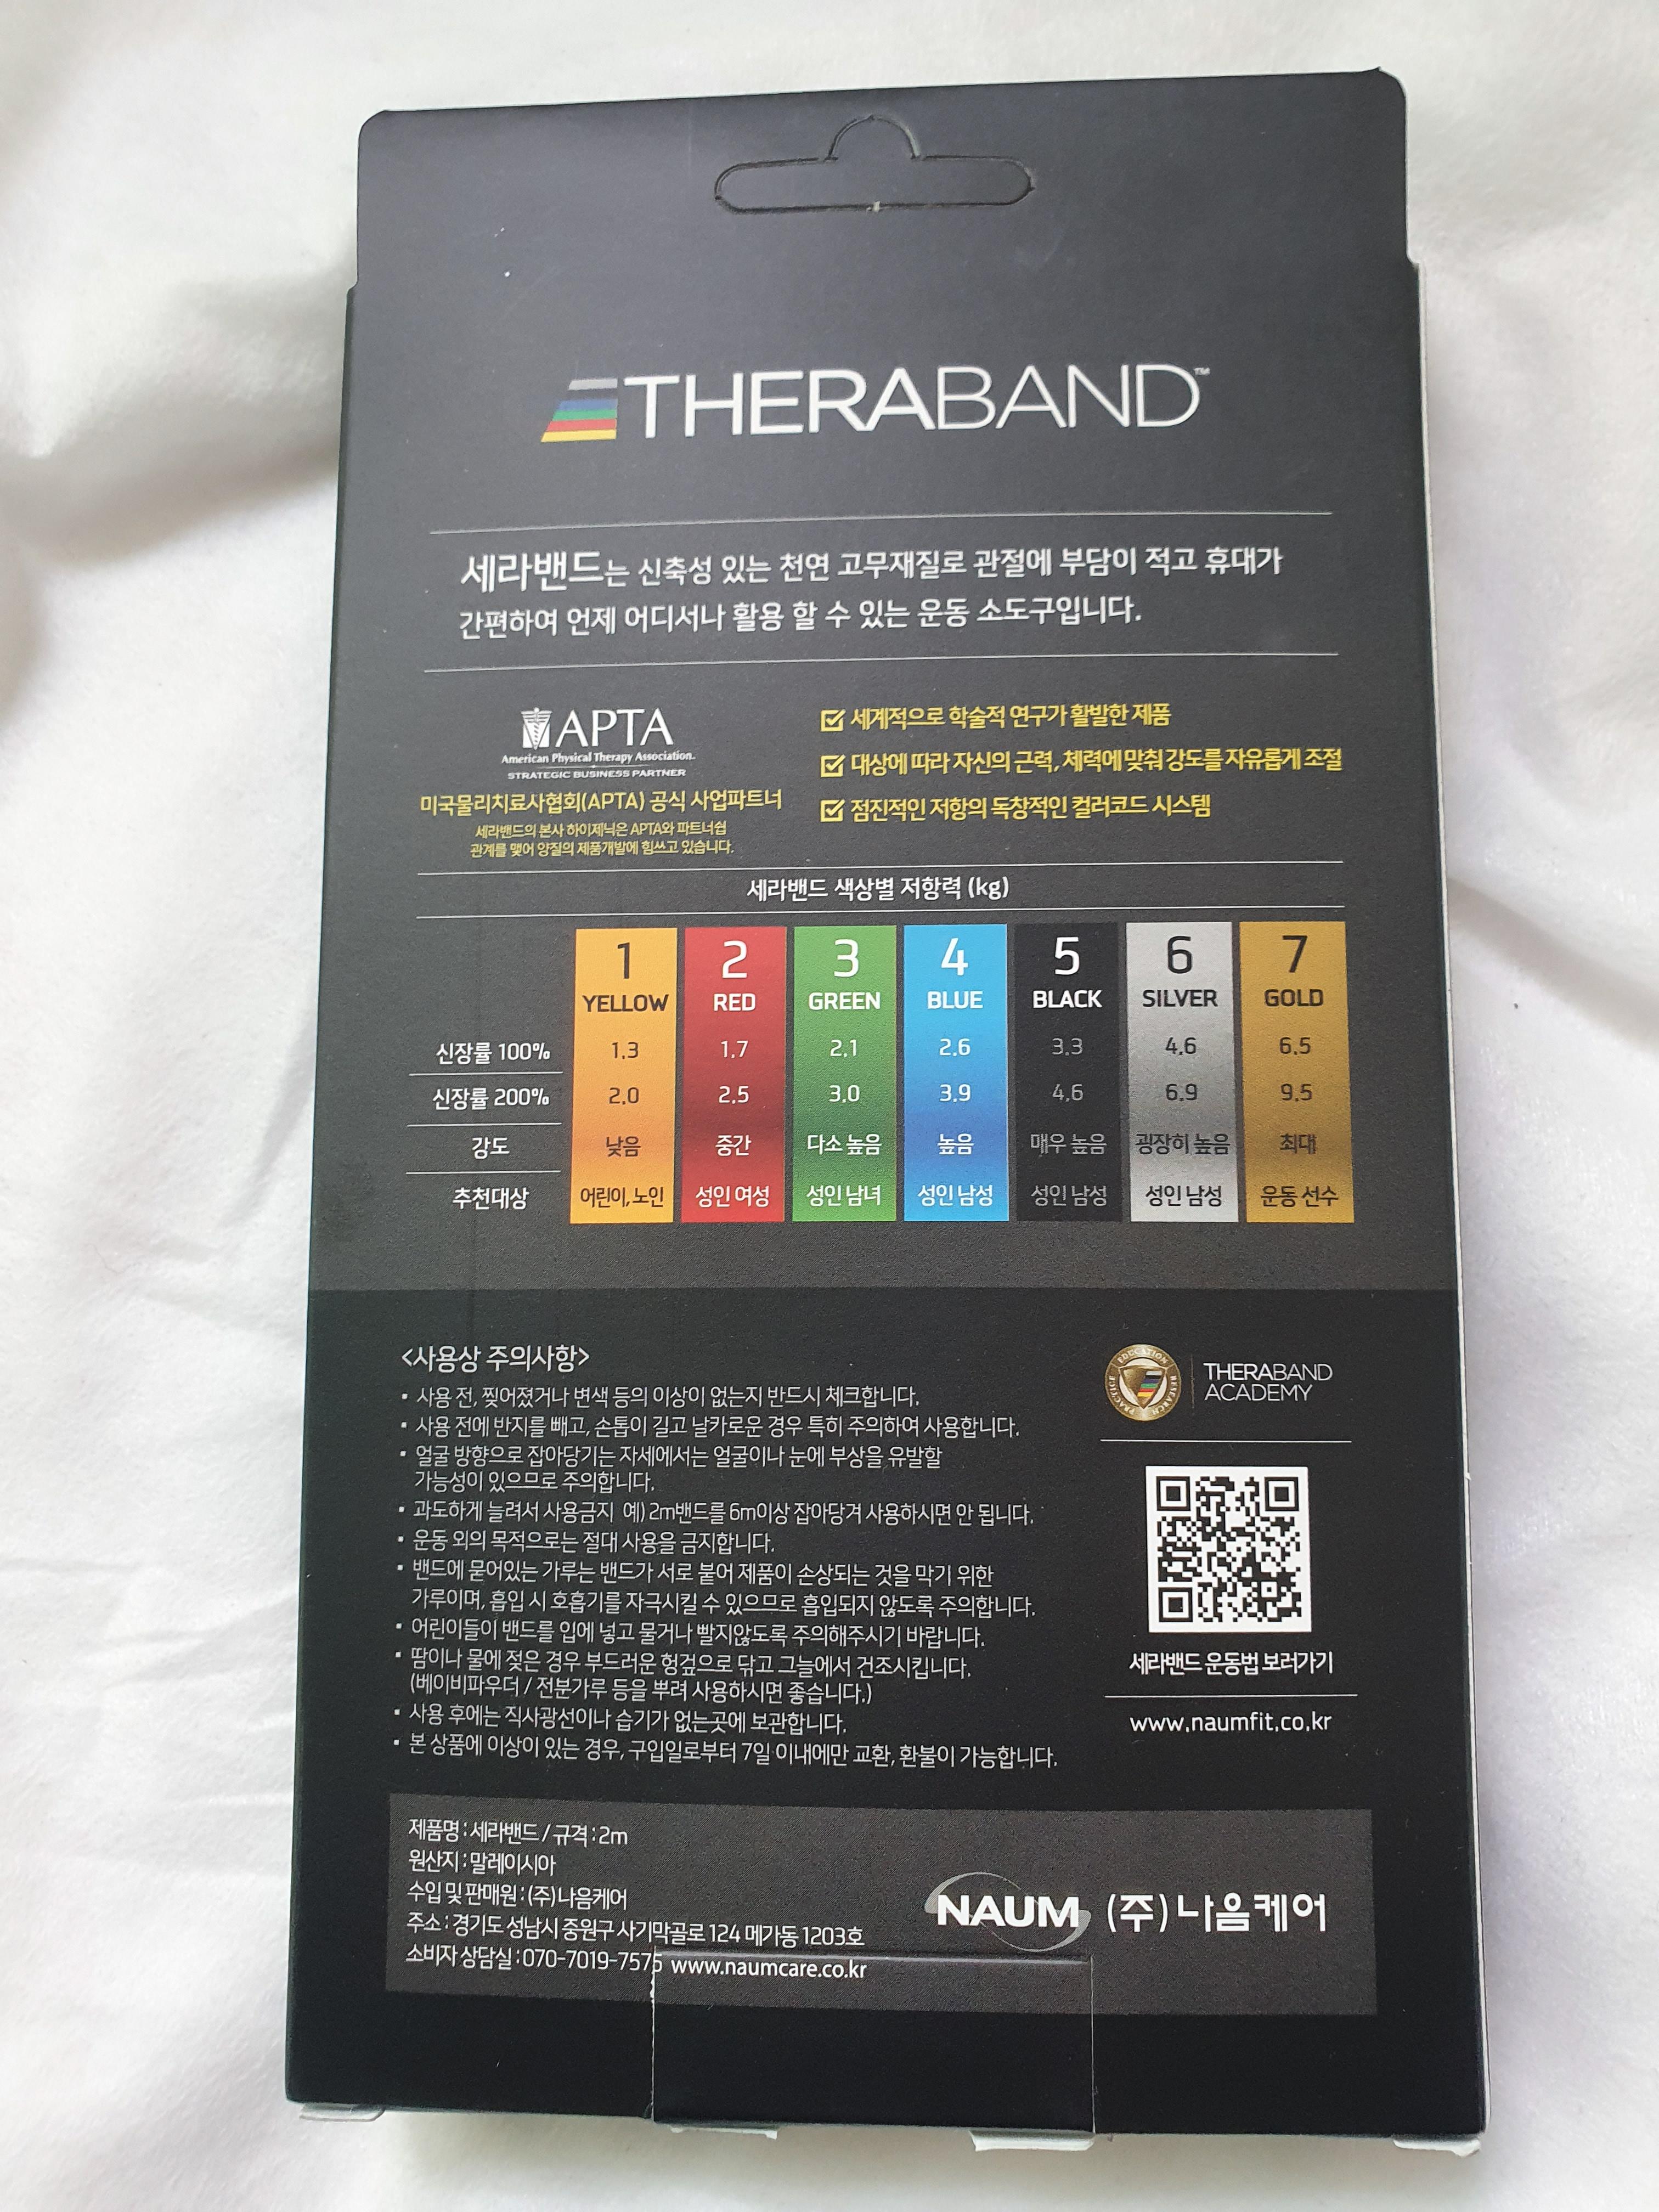 THERABAND™
세라밴드는 신축성 있는 천연 고무재질로 관절에 부담이 적고 휴대가
간편하여 언제 어디서나 활용 할 수 있는 운동 소도구입니다.
APTA
American Physical Therapy Association.
STRATEGIC BUSINESS PARTNER
미국물리치료사협회(APTA) 공식 사업파트너
세라밴드의 본사 하이제닉은 APTA와 파트너쉽
관계를 맺어 양질의 제품개발에 힘쓰고 있습니다.
세계적으로 학술적 연구가 활발한 제품
대상에 따라 자신의 근력, 체력에 맞춰 강도를 자유롭게 조절
점진적인 저항의 독창적인 컬러코드 시스템
세라밴드 색상별 저항력 (kg)
1 2 3 4 5 6 7
YELLOW RED GREEN BLUE BLACK SILVER GOLD
신장률 100% 1.3 1.7 2.1 2.6 3.3 4.6 6.5
신장률 200% 2.0 2.5 3.0 3.9 4.6 6.9 9.5
강도 낮음 중간 다소 높음 높음 매우 높음 굉장히 높음 최대
추천대상 어린이, 노인 성인 여성 성인 남녀 성인 남성 성인 남성 성인 남성 운동 선수
<사용상 주의사항>
• 사용 전, 찢어졌거나 변색 등의 이상이 없는지 반드시 체크합니다.
• 사용 전에 반지를 빼고, 손톱이 길고 날카로운 경우 특히 주의하여 사용합니다.
• 얼굴 방향으로 잡아당기는 자세에서는 얼굴이나 눈에 부상을 유발할
가능성이 있으므로 주의합니다.
• 과도하게 늘려서 사용금지 예) 2m밴드를 6m이상 잡아당겨 사용하시면 안 됩니다.
• 운동 외의 목적으로는 절대 사용을 금지합니다.
• 밴드에 묻어있는 가루는 밴드가 서로 붙어 제품이 손상되는 것을 막기 위한
가루이며, 흡입 시 호흡기를 자극시킬 수 있으므로 흡입되지 않도록 주의합니다.
• 어린이들이 밴드를 입에 넣고 물거나 빨지않도록 주의해주시기 바랍니다.
• 땀이나 물에 젖은 경우 부드러운 헝겊으로 닦고 그늘에서 건조시킵니다.
(베이비파우더 / 전분가루 등을 뿌려 사용하시면 좋습니다.)
• 사용 후에는 직사광선이나 습기가 없는곳에 보관합니다.
• 본 상품에 이상이 있는 경우, 구입일로부터 7일 이내에만 교환, 환불이 가능합니다.
EDUCATION
RESEARCH
PRACTICE
THERABAND
ACADEMY
세라밴드 운동법 보러가기
www.naumfit.co.kr
제품명 : 세라밴드 / 규격 : 2m
원산지 : 말레이시아
수입 및 판매원 : (주)나음케어
주소 : 경기도 성남시 중원구 사기막골로 124 메가동 1203호
소비자 상담실 : 070-7019-7575 www.naumcare.co.kr
NAUM (주)나음케어